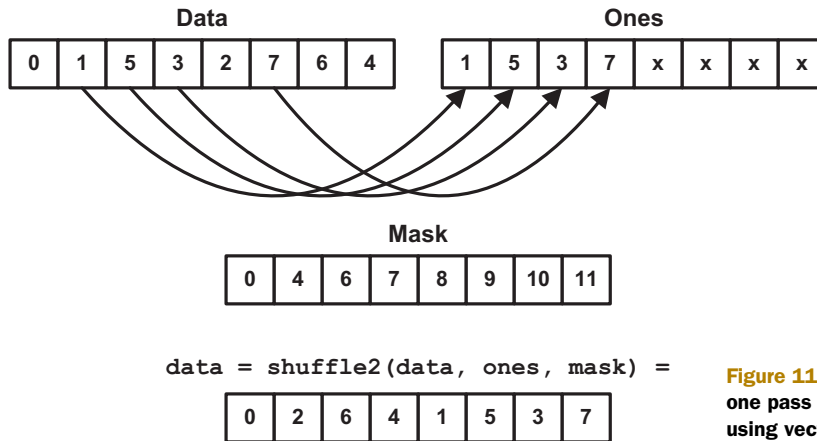 Data
Ones
0 1 5 3 2 7 6 4
1 5 3 7 x x x x
Mask
0 4 6 7 8 9 10 11
data = shuffle2(data, ones, mask) =
0 2 6 4 1 5 3 7
Figure 11
one pass
using vec